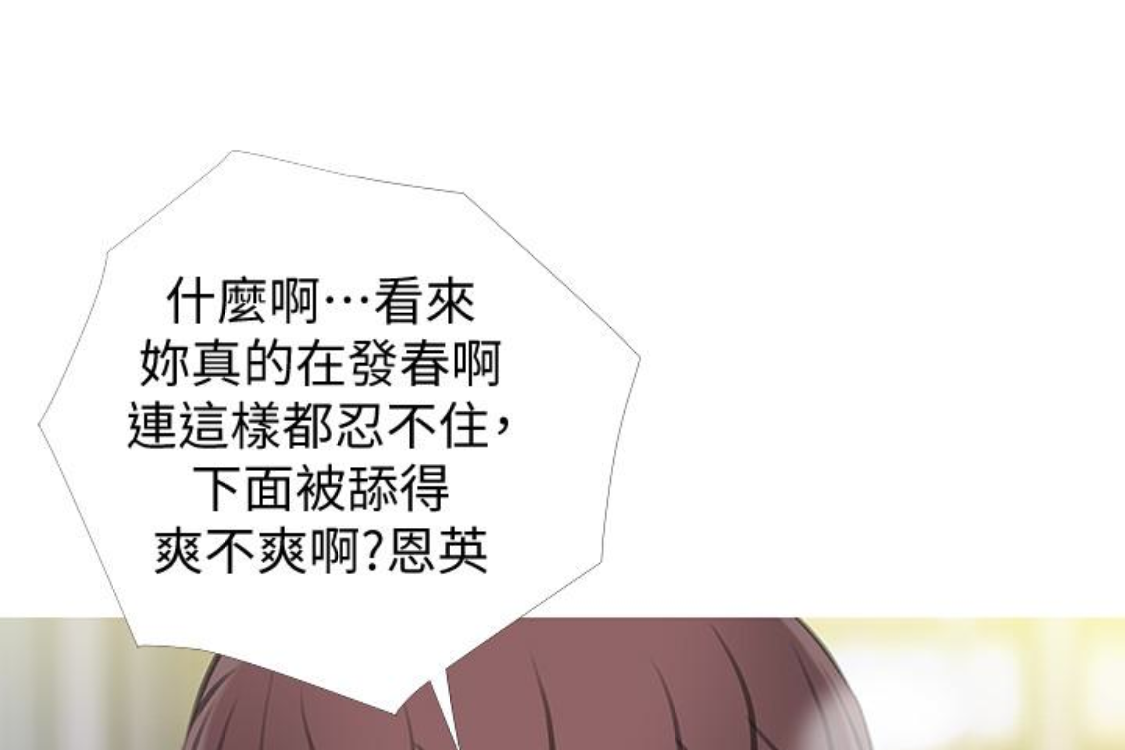 什麼啊⋯看來
妳真的在發春啊
連這樣都忍不住，
下面被舔得
爽不爽啊?恩英